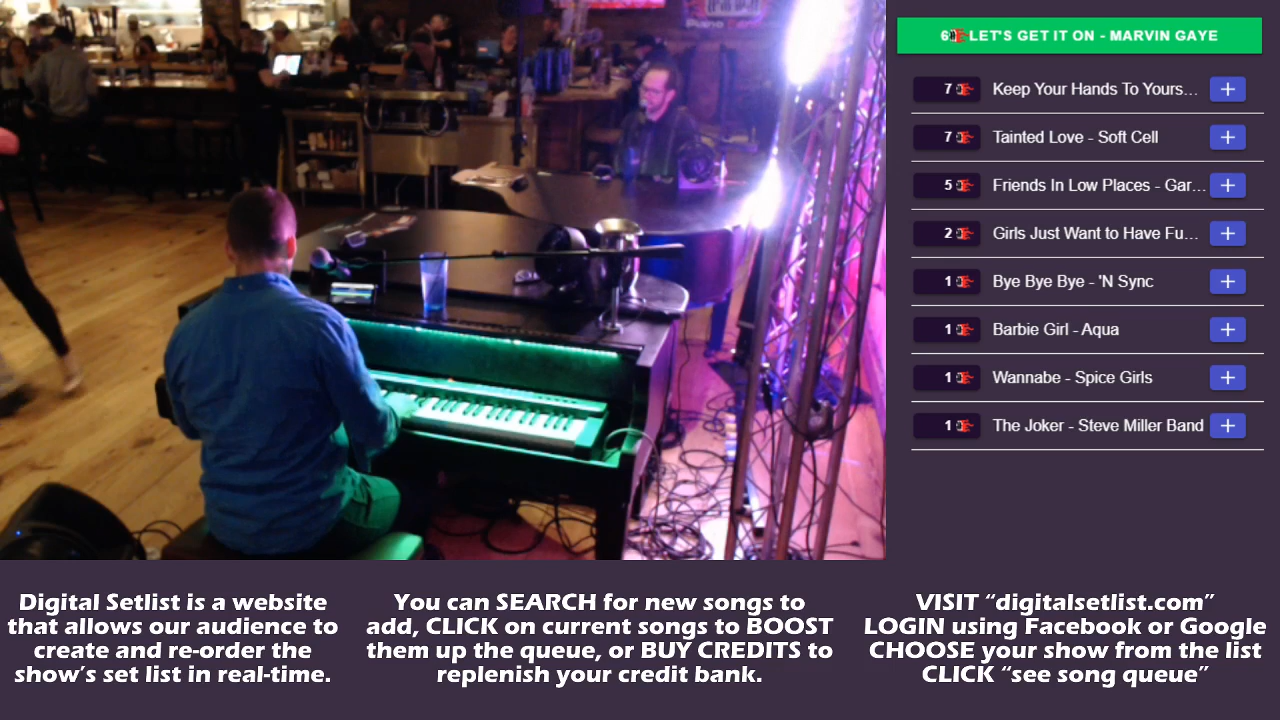 Piano
6 LET'S GET IT ON - MARVIN GAYE
7 Keep Your Hands To Yours...
7 Tainted Love - Soft Cell
5 Friends In Low Places - Gar...
2 Girls Just Want to Have Fu...
1 Bye Bye Bye - 'N Sync
1 Barbie Girl - Aqua
1 Wannabe - Spice Girls
1 The Joker - Steve Miller Band
Digital Setlist is a website
that allows our audience to
create and re-order the
show's set list in real-time.
You can SEARCH for new songs to
add, CLICK on current songs to BOOST
them up the queue, or BUY CREDITS to
replenish your credit bank.
VISIT “digitalsetlist.com”
LOGIN using Facebook or Google
CHOOSE your show from the list
CLICK “see song queue”